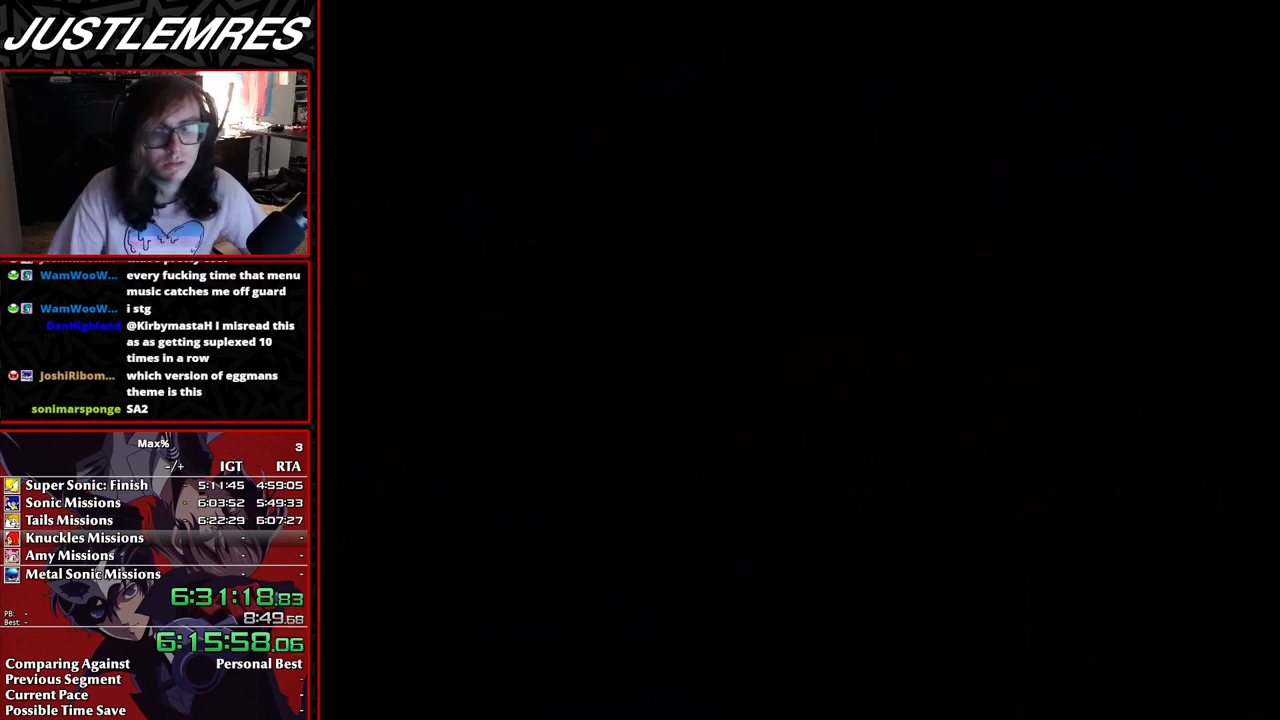 JUSTLEMRES
WamWooW... every fucking time that menu
music catches me off guard
WamWooW... i stg
DanHighland @KirbymastaH I misread this
as as getting suplexed 10
times in a row
JoshiRibom... which version of eggmans
theme is this
sonimarsponge SA2
Max% 3
-/+ IGT RTA
Super Sonic: Finish - 5:11:45 4:59:05
Sonic Missions - 6:03:52 5:49:33
Tails Missions 6:22:29 6:07:27
Knuckles Missions - -
Amy Missions - -
Metal Sonic Missions - -
6:31:18.83
PB: -
Best: - 8:49.66
6:15:58.06
Comparing Against Personal Best
Previous Segment -
Current Pace -
Possible Time Save -